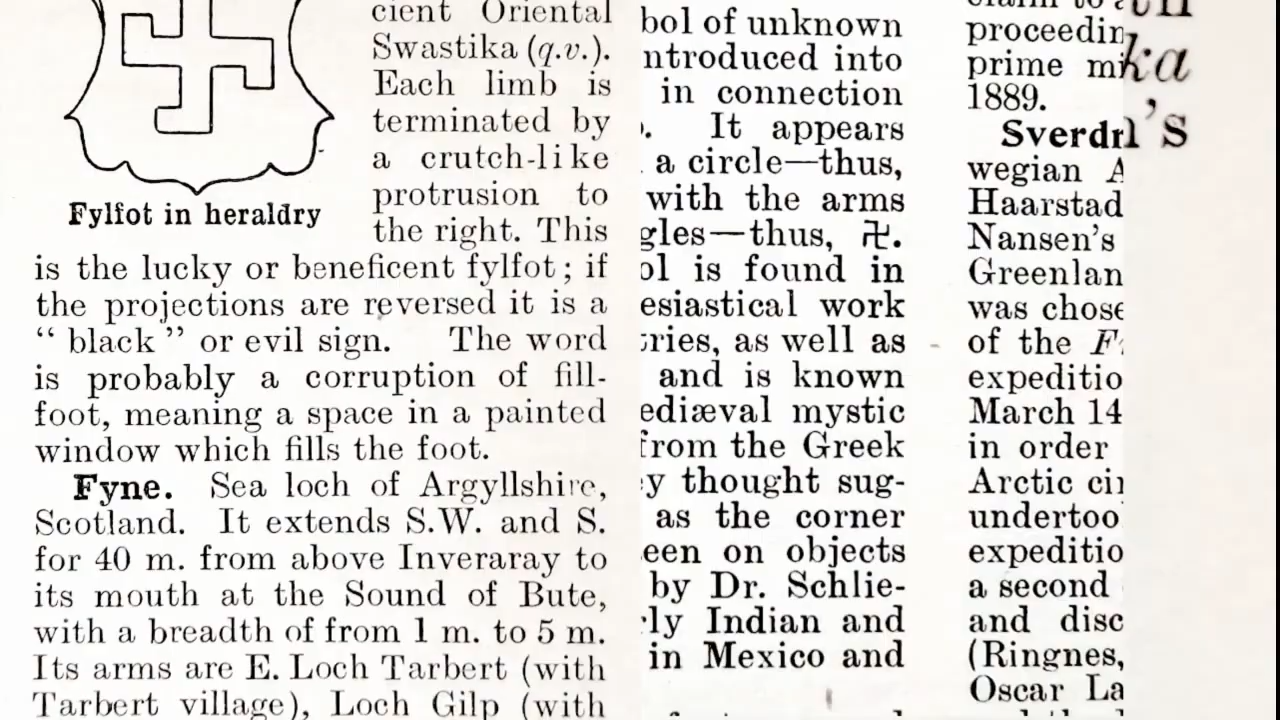 Fylfot in heraldry
cient Oriental
Swastika (q.v.).
Each limb is
terminated by
a crutch-like
protrusion to
the right. This
is the lucky or beneficent fylfot; if
the projections are reversed it is a
“ black ” or evil sign. The word
is probably a corruption of fill-
foot, meaning a space in a painted
window which fills the foot.
Fyne. Sea loch of Argyllshire,
Scotland. It extends S.W. and S.
for 40 m. from above Inveraray to
its mouth at the Sound of Bute,
with a breadth of from 1 m. to 5 m.
Its arms are E. Loch Tarbert (with
Tarbert village), Loch Gilp (with
bol of unknown
ntroduced into
in connection
. It appears
a circle—thus,
with the arms
gles—thus, 卍.
ol is found in
esiastical work
ries, as well as
and is known
ediæval mystic
from the Greek
y thought sug-
as the corner
een on objects
by Dr. Schlie-
ly Indian and
in Mexico and
proceedin
prime mi
1889.
Sverdr
wegian A
Haarstad
Nansen's
Greenlan
was chose
of the F
expeditio
March 14
in order
Arctic cir
undertoo
expeditio
a second
and disc
(Ringnes,
Oscar La
ka
l's